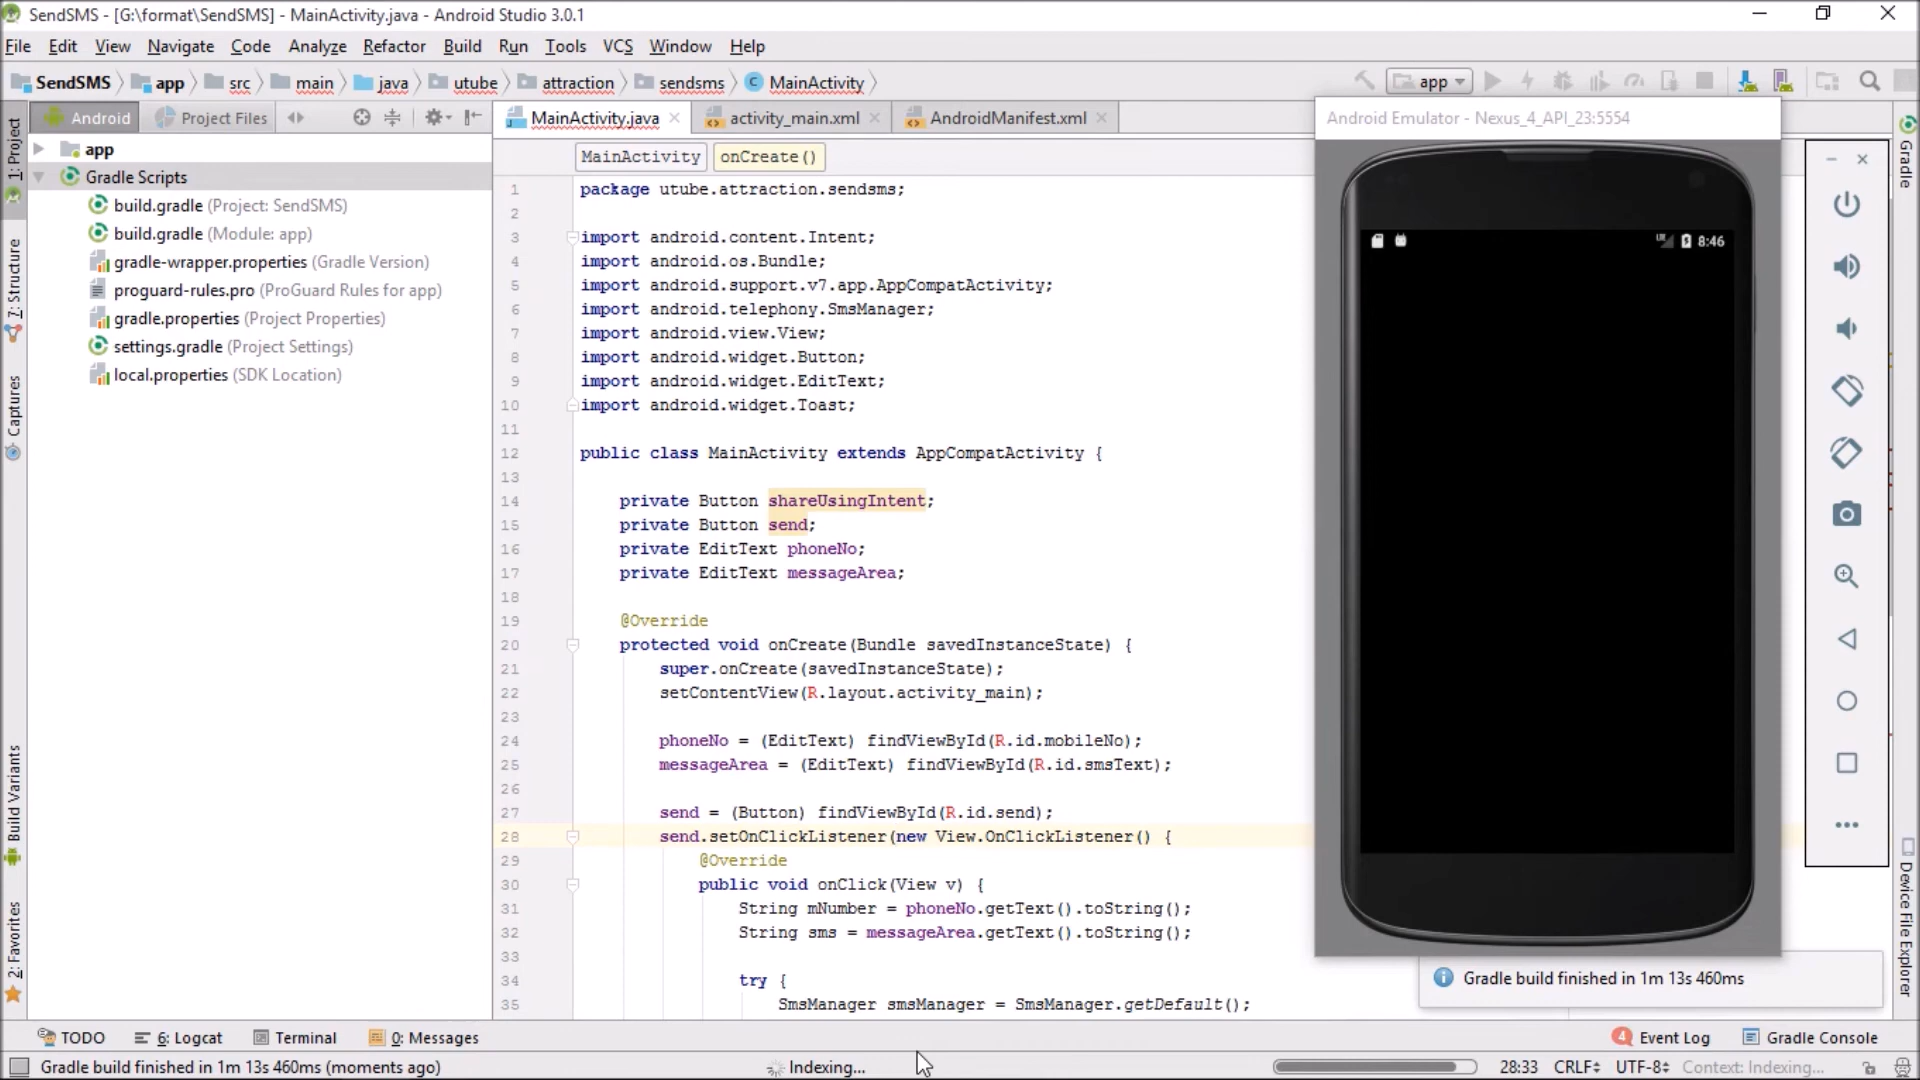 SendSMS - [G:\format\SendSMS] - MainActivity.java - Android Studio 3.0.1
File Edit View Navigate Code Analyze Refactor Build Run Tools VCS Window Help
SendSMS app src main java utube attraction sendsms MainActivity
app
Android Project Files
MainActivity.java activity_main.xml AndroidManifest.xml
Android Emulator - Nexus_4_API_23:5554
MainActivity onCreate()
1: Project
7: Structure
Captures
Build Variants
2: Favorites
app
Gradle Scripts
build.gradle (Project: SendSMS)
build.gradle (Module: app)
gradle-wrapper.properties (Gradle Version)
proguard-rules.pro (ProGuard Rules for app)
gradle.properties (Project Properties)
settings.gradle (Project Settings)
local.properties (SDK Location)
1 package utube.attraction.sendsms;
2
3 import android.content.Intent;
4 import android.os.Bundle;
5 import android.support.v7.app.AppCompatActivity;
6 import android.telephony.SmsManager;
7 import android.view.View;
8 import android.widget.Button;
9 import android.widget.EditText;
10 import android.widget.Toast;
11
12 public class MainActivity extends AppCompatActivity {
13
14 private Button shareUsingIntent;
15 private Button send;
16 private EditText phoneNo;
17 private EditText messageArea;
18
19 @Override
20 protected void onCreate(Bundle savedInstanceState) {
21 super.onCreate(savedInstanceState);
22 setContentView(R.layout.activity_main);
23
24 phoneNo = (EditText) findViewById(R.id.mobileNo);
25 messageArea = (EditText) findViewById(R.id.smsText);
26
27 send = (Button) findViewById(R.id.send);
28 send.setOnClickListener(new View.OnClickListener() {
29 @Override
30 public void onClick(View v) {
31 String mNumber = phoneNo.getText().toString();
32 String sms = messageArea.getText().toString();
33
34 try {
35 SmsManager smsManager = SmsManager.getDefault();
8:46
Gradle
Device File Explorer
Gradle build finished in 1m 13s 460ms
TODO 6: Logcat Terminal 0: Messages
4 Event Log Gradle Console
Gradle build finished in 1m 13s 460ms (moments ago) Indexing... 28:33 CRLF UTF-8 Context: Indexing...